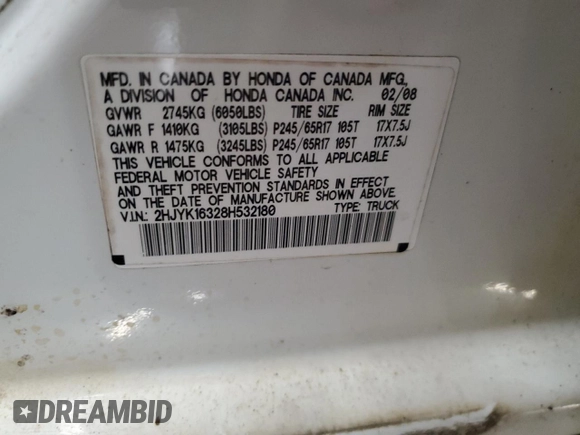 MFD. IN CANADA BY HONDA OF CANADA MFG.,
A DIVISION OF HONDA CANADA INC. 02/08
GVWR 2745KG (6050LBS) TIRE SIZE RIM SIZE
GAWR F 1410KG (3105LBS) P245/65R17 105T 17X7.5J
GAWR R 1475KG (3245LBS) P245/65R17 105T 17X7.5J
THIS VEHICLE CONFORMS TO ALL APPLICABLE
FEDERAL MOTOR VEHICLE SAFETY
AND THEFT PREVENTION STANDARDS IN EFFECT
ON THE DATE OF MANUFACTURE SHOWN ABOVE.
V.I.N.: 2HJYK16328H532180 TYPE: TRUCK
DREAMBID